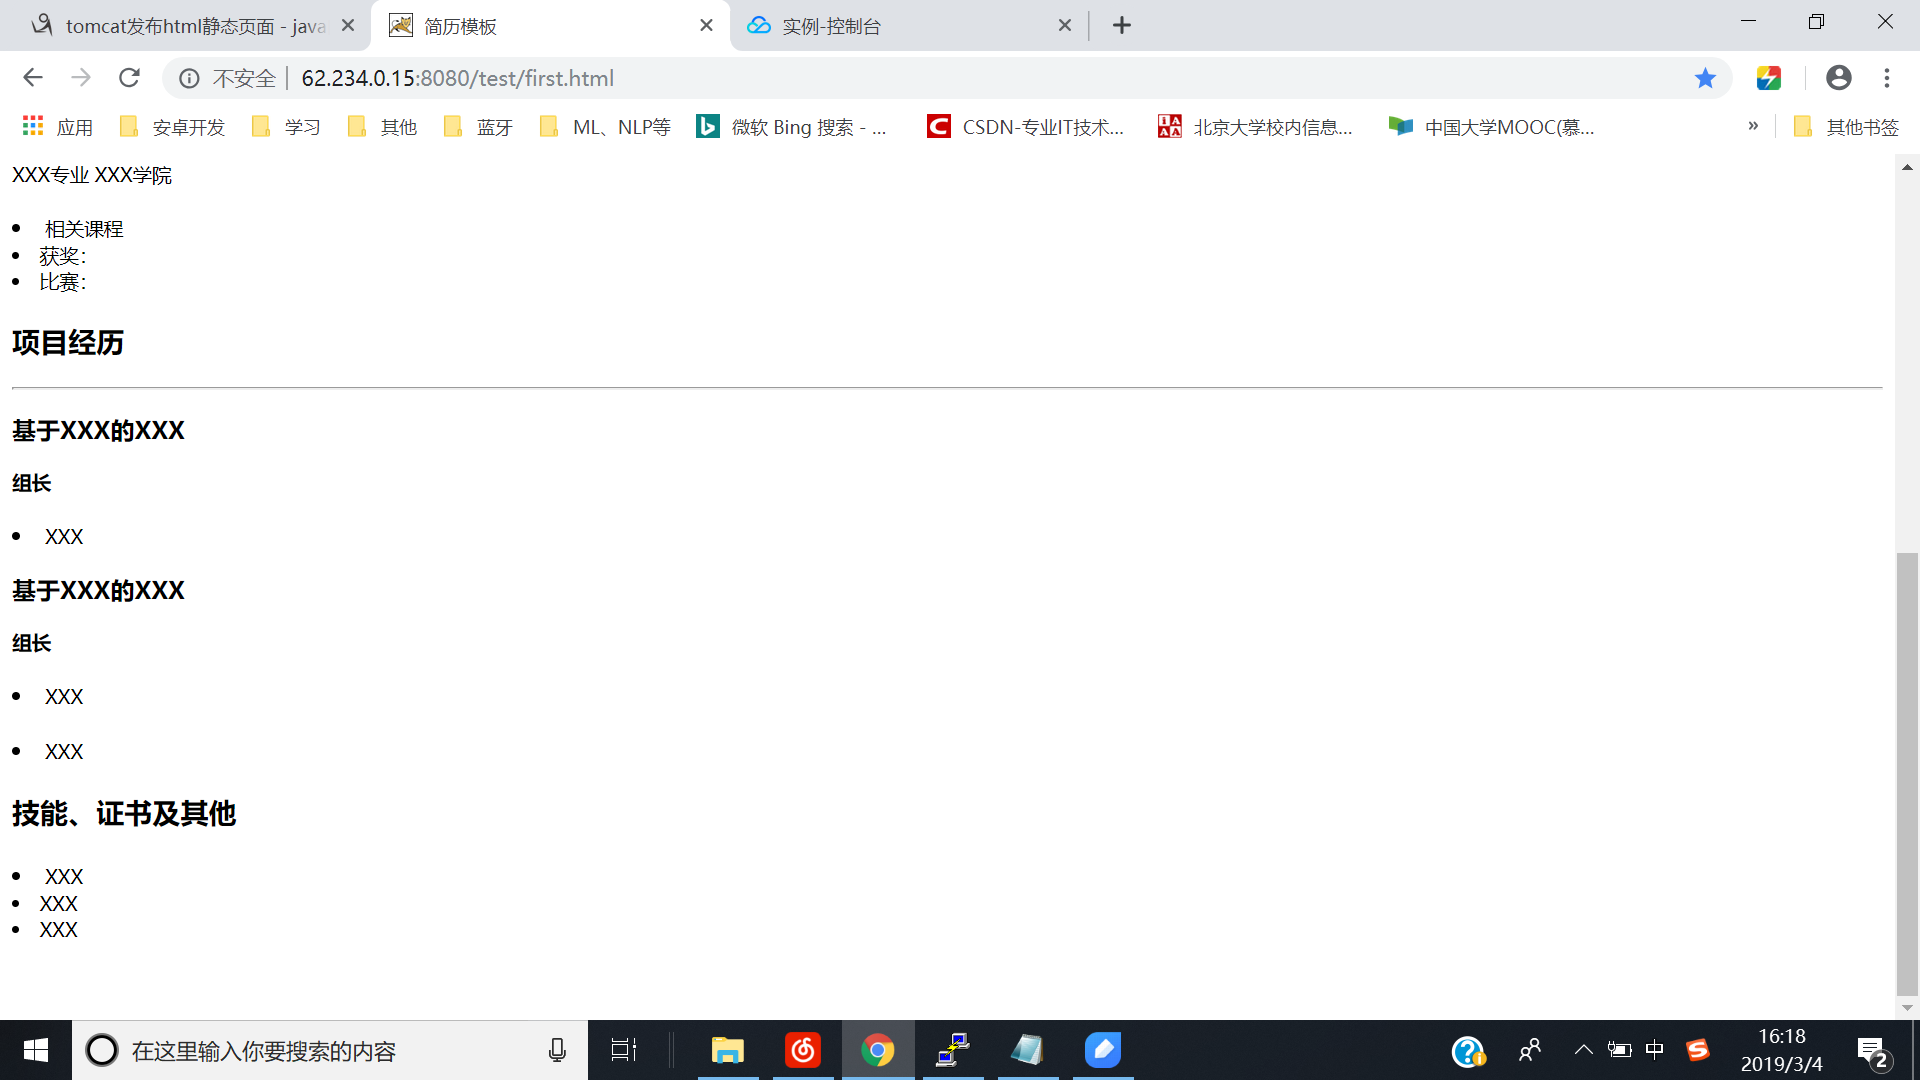 tomcat发布html静态页面 - java
简历模板
实例-控制台
不安全 | 62.234.0.15:8080/test/first.html
应用 安卓开发 学习 其他 蓝牙 ML、NLP等 微软 Bing 搜索 - ... CSDN-专业IT技术... 北京大学校内信息... 中国大学MOOC(慕... » 其他书签
XXX专业 XXX学院
• 相关课程
• 获奖：
• 比赛：
项目经历
基于XXX的XXX
组长
• XXX
基于XXX的XXX
组长
• XXX
• XXX
技能、证书及其他
• XXX
• XXX
• XXX
在这里输入你要搜索的内容
中
16:18
2019/3/4
2